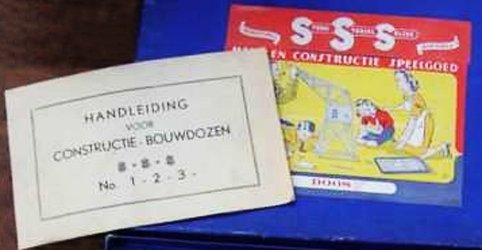 HANDLEIDING
VOOR
CONSTRUCTIE-BOUWDOZEN
S-S-S
No. 1-2-3-
S S S
CONSTRUCTIE SPEELGOED
DOOS